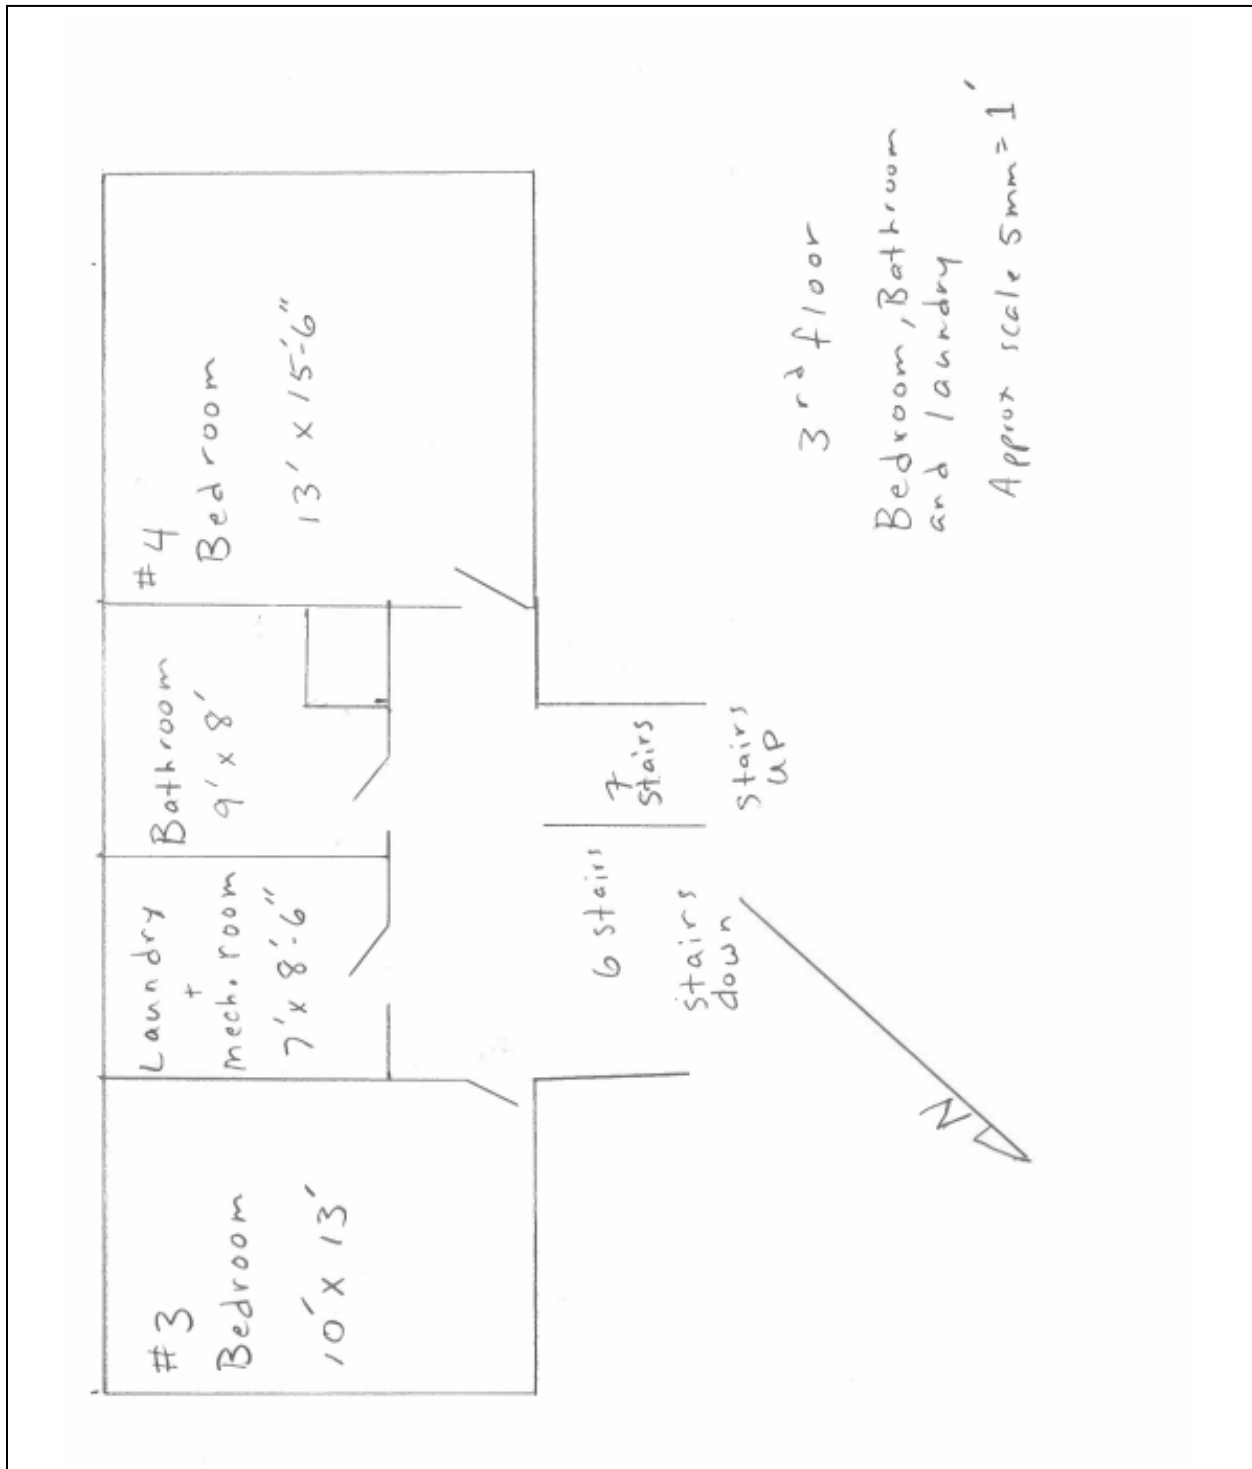 #3
Bedroom
10' x 13'
Laundry
+
mech. room
7' x 8'-6"
Bathroom
9' x 8'
#4
Bedroom
13' x 15'-6"
6 stairs
stairs
down
7
stairs
stairs
up
3rd floor
Bedroom, Bathroom
and laundry
Approx scale 5mm = 1'
N